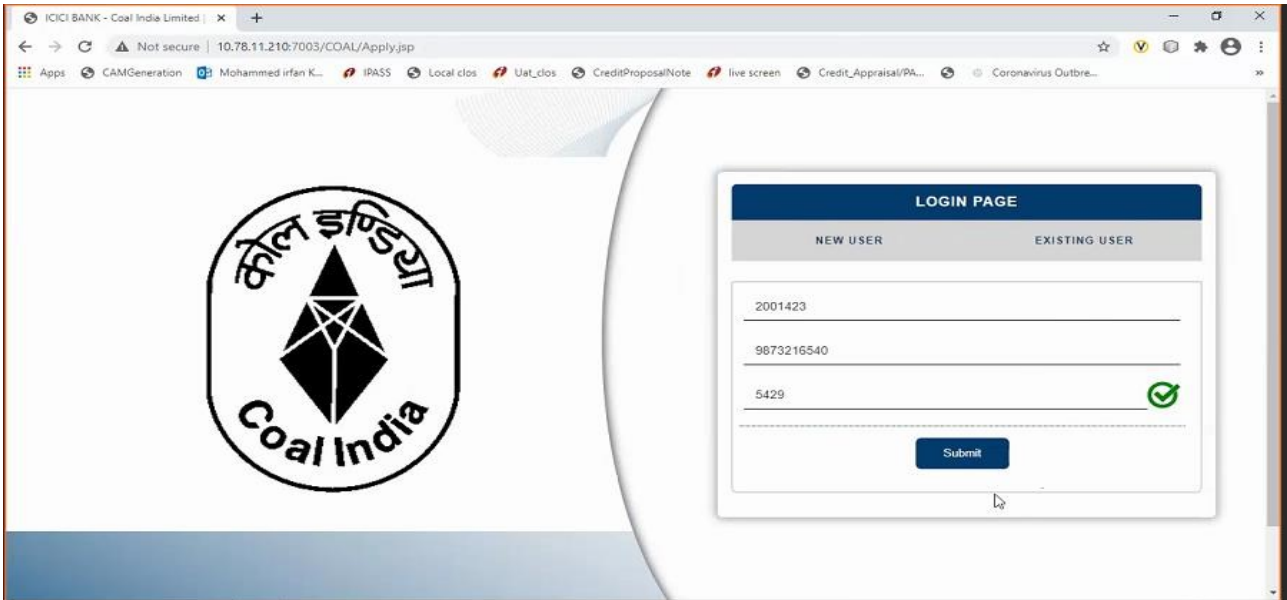 ICICI BANK - Coal India Limited |
Not secure | 10.78.11.210:7003/COAL/Apply.jsp
Apps CAMGeneration Mohammed irfan K... IPASS Local clos Uat_clos CreditProposalNote live screen Credit_Appraisal/PA... Coronavirus Outbre... »
कोल इण्डिया
Coal India
LOGIN PAGE
NEW USER EXISTING USER
2001423
9873216540
5429
Submit